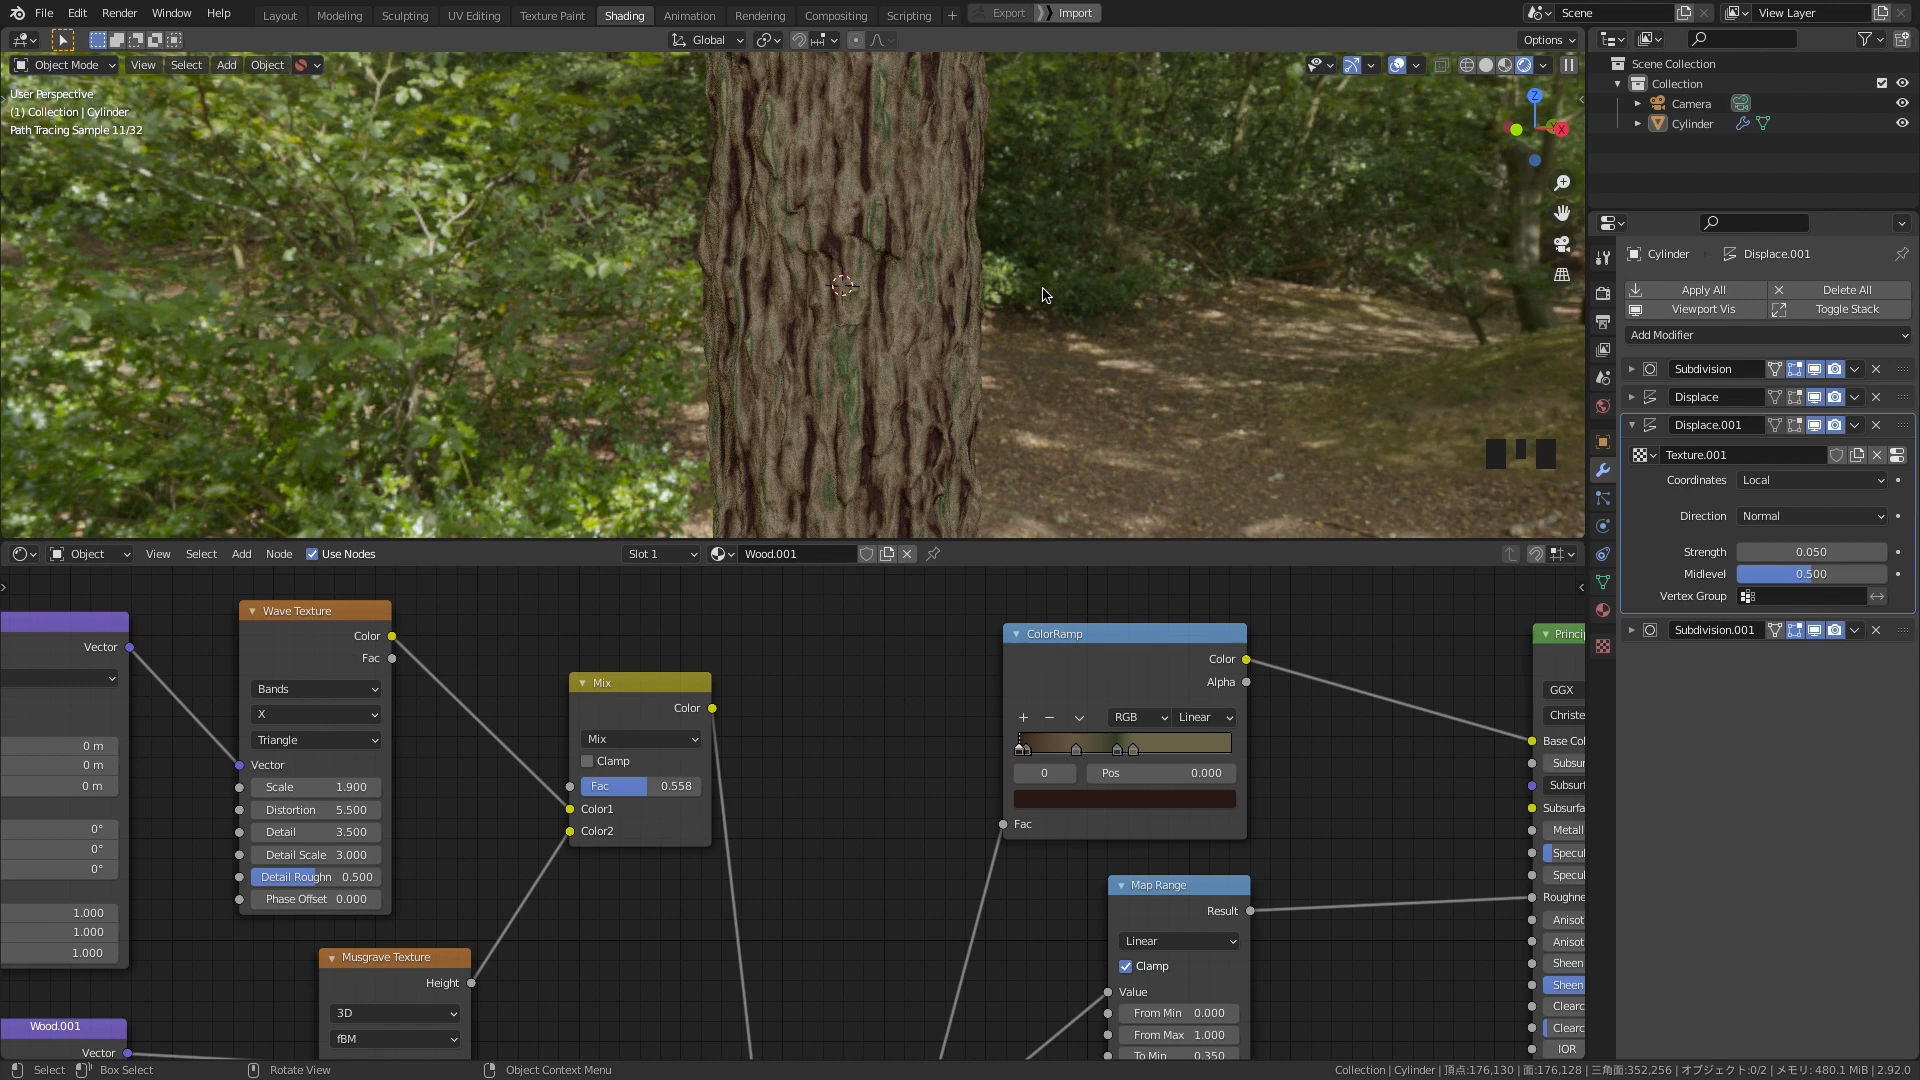 File Edit Render Window Help
Layout Modeling Sculpting UV Editing Texture Paint Shading Animation Rendering Compositing Scripting +
Export Import
Scene
View Layer
Global
Options
Object Mode View Select Add Object
User Perspective
(1) Collection | Cylinder
Path Tracing Sample 11/32
Z
X
Scene Collection
Collection
Camera
Cylinder
Cylinder
Displace.001
Apply All
Delete All
Viewport Vis
Toggle Stack
Add Modifier
Subdivision
Displace
Displace.001
Texture.001
Coordinates Local
Direction Normal
Strength 0.050
Midlevel 0.500
Vertex Group
Subdivision.001
Object View Select Add Node Use Nodes
Slot 1
Wood.001
Vector
0 m
0 m
0 m
0°
0°
0°
1.000
1.000
1.000
Wood.001
Vector
Wave Texture
Color
Fac
Bands
X
Triangle
Vector
Scale 1.900
Distortion 5.500
Detail 3.500
Detail Scale 3.000
Detail Roughn 0.500
Phase Offset 0.000
Musgrave Texture
Height
3D
fBM
Mix
Color
Mix
Clamp
Fac 0.558
Color1
Color2
ColorRamp
Color
Alpha
RGB
Linear
0
Pos 0.000
Fac
Map Range
Result
Linear
Clamp
Value
From Min 0.000
From Max 1.000
To Min 0.350
Princi
GGX
Christe
Base Col
Subsur
Subsurf
Subsurfa
Metall
Specul
Specul
Roughne
Anisot
Anisot
Sheen
Sheen
Clearc
Clearc
IOR
Select
Box Select
Rotate View
Object Context Menu
Collection | Cylinder | 頂点:176,130 | 面:176,128 | 三角面:352,256 | オブジェクト:0/2 | メモリ: 480.1 MiB | 2.92.0